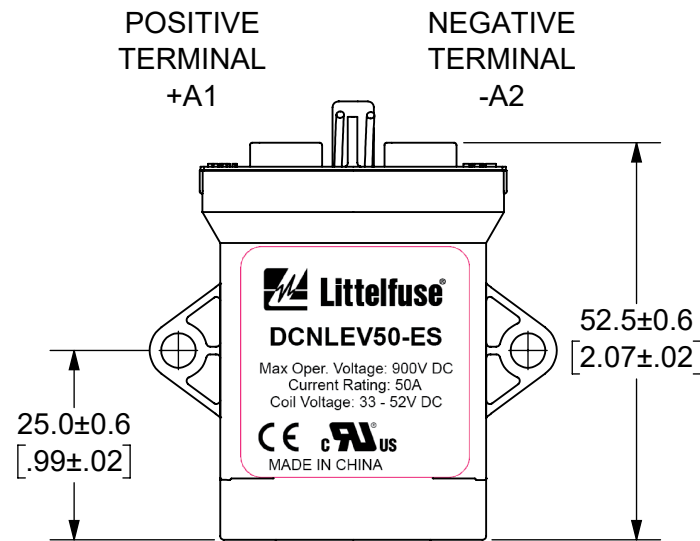 POSITIVE
TERMINAL
+A1
NEGATIVE
TERMINAL
-A2
Littelfuse®
DCNLEV50-ES
Max Oper. Voltage: 900V DC
Current Rating: 50A
Coil Voltage: 33 - 52V DC
CE c RU® US
MADE IN CHINA
52.5±0.6
[2.07±.02]
25.0±0.6
[.99±.02]